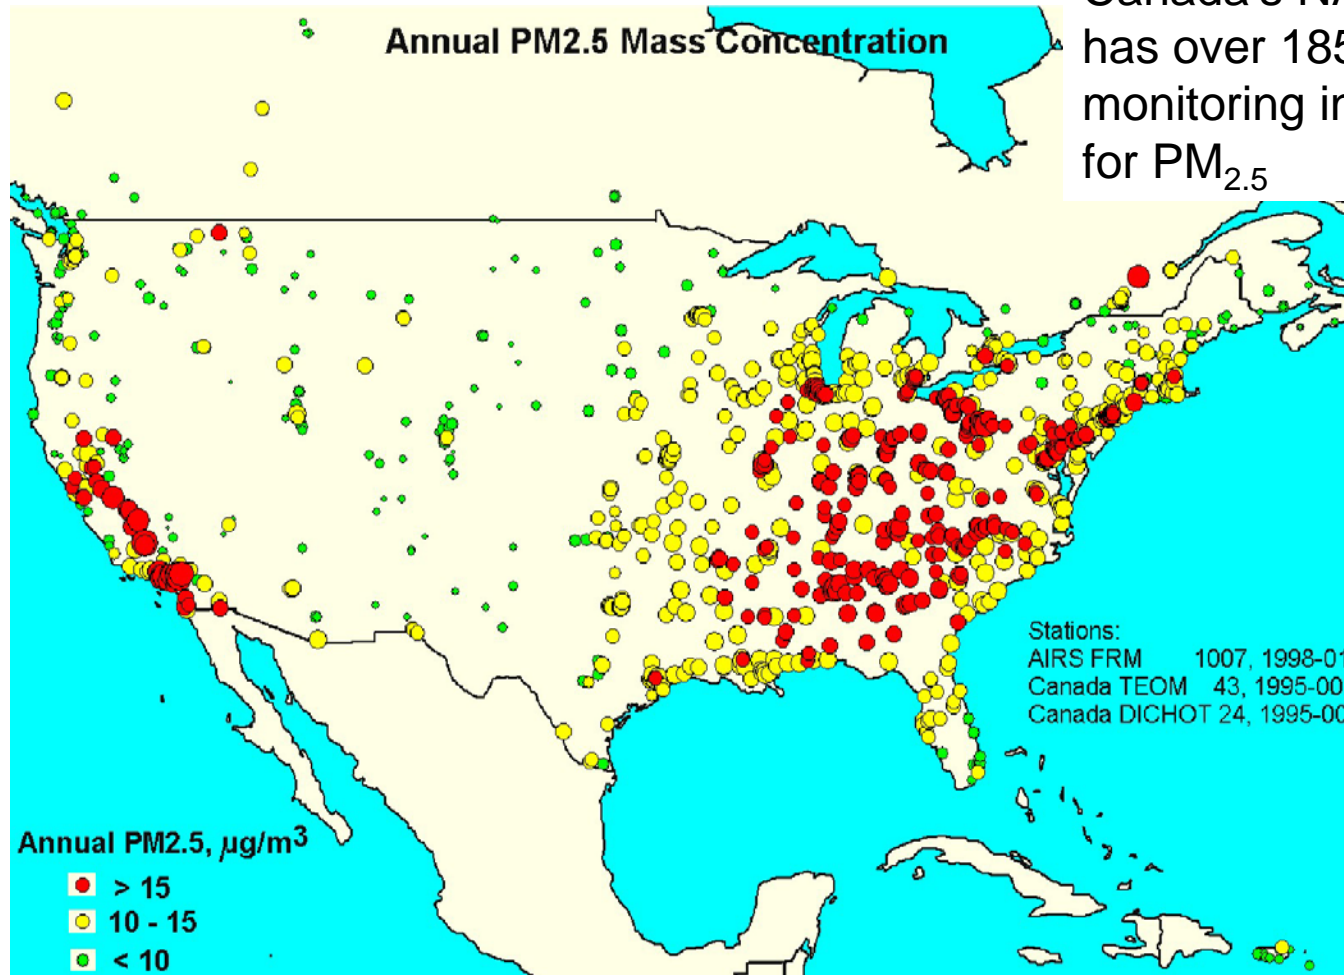 Annual PM2.5 Mass Concentration
has over 185
monitoring in
for PM2.5
Stations:
AIRS FRM 1007, 1998-01
Canada TEOM 43, 1995-00
Canada DICHOT 24, 1995-00
Annual PM2.5, µg/m3
> 15
10 - 15
< 10